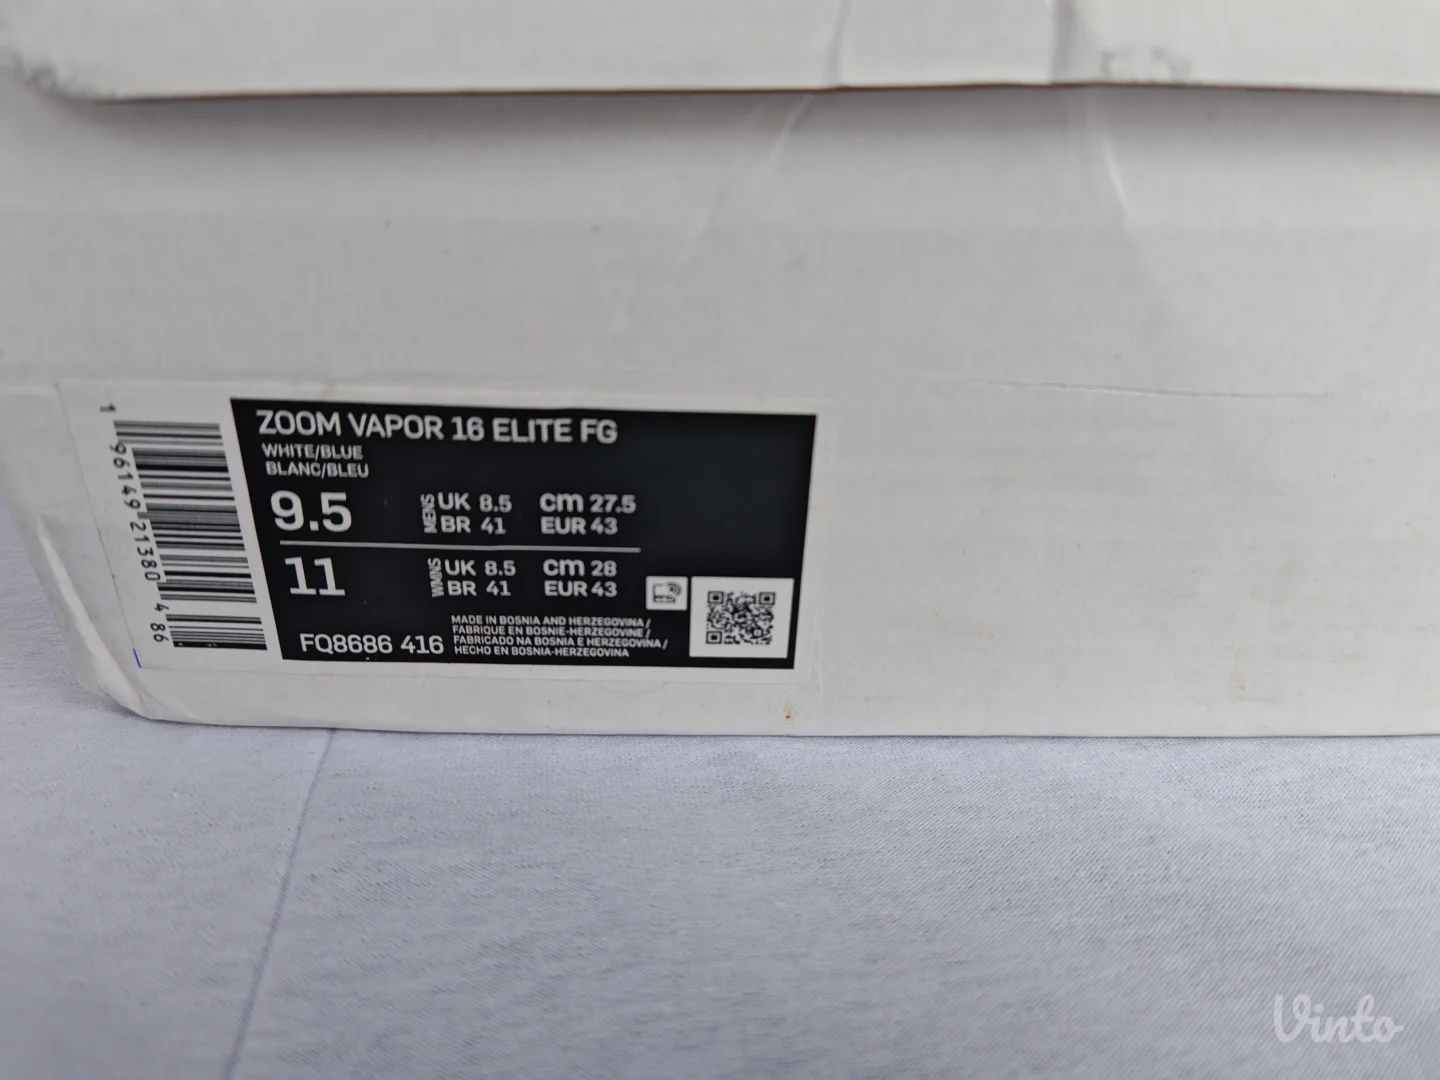 ZOOM VAPOR 16 ELITE FG
WHITE/BLUE
BLANC/BLEU
9.5 MENS UK 8.5 cm 27.5
BR 41 EUR 43
11 WMNS UK 8.5 cm 28
BR 41 EUR 43
FQ8686 416
MADE IN BOSNIA AND HERZEGOVINA /
FABRIQUE EN BOSNIE-HERZEGOVINE /
FABRICADO NA BOSNIA E HERZEGOVINA /
HECHO EN BOSNIA-HERZEGOVINA
1 96149 21380 4 86
Vinto